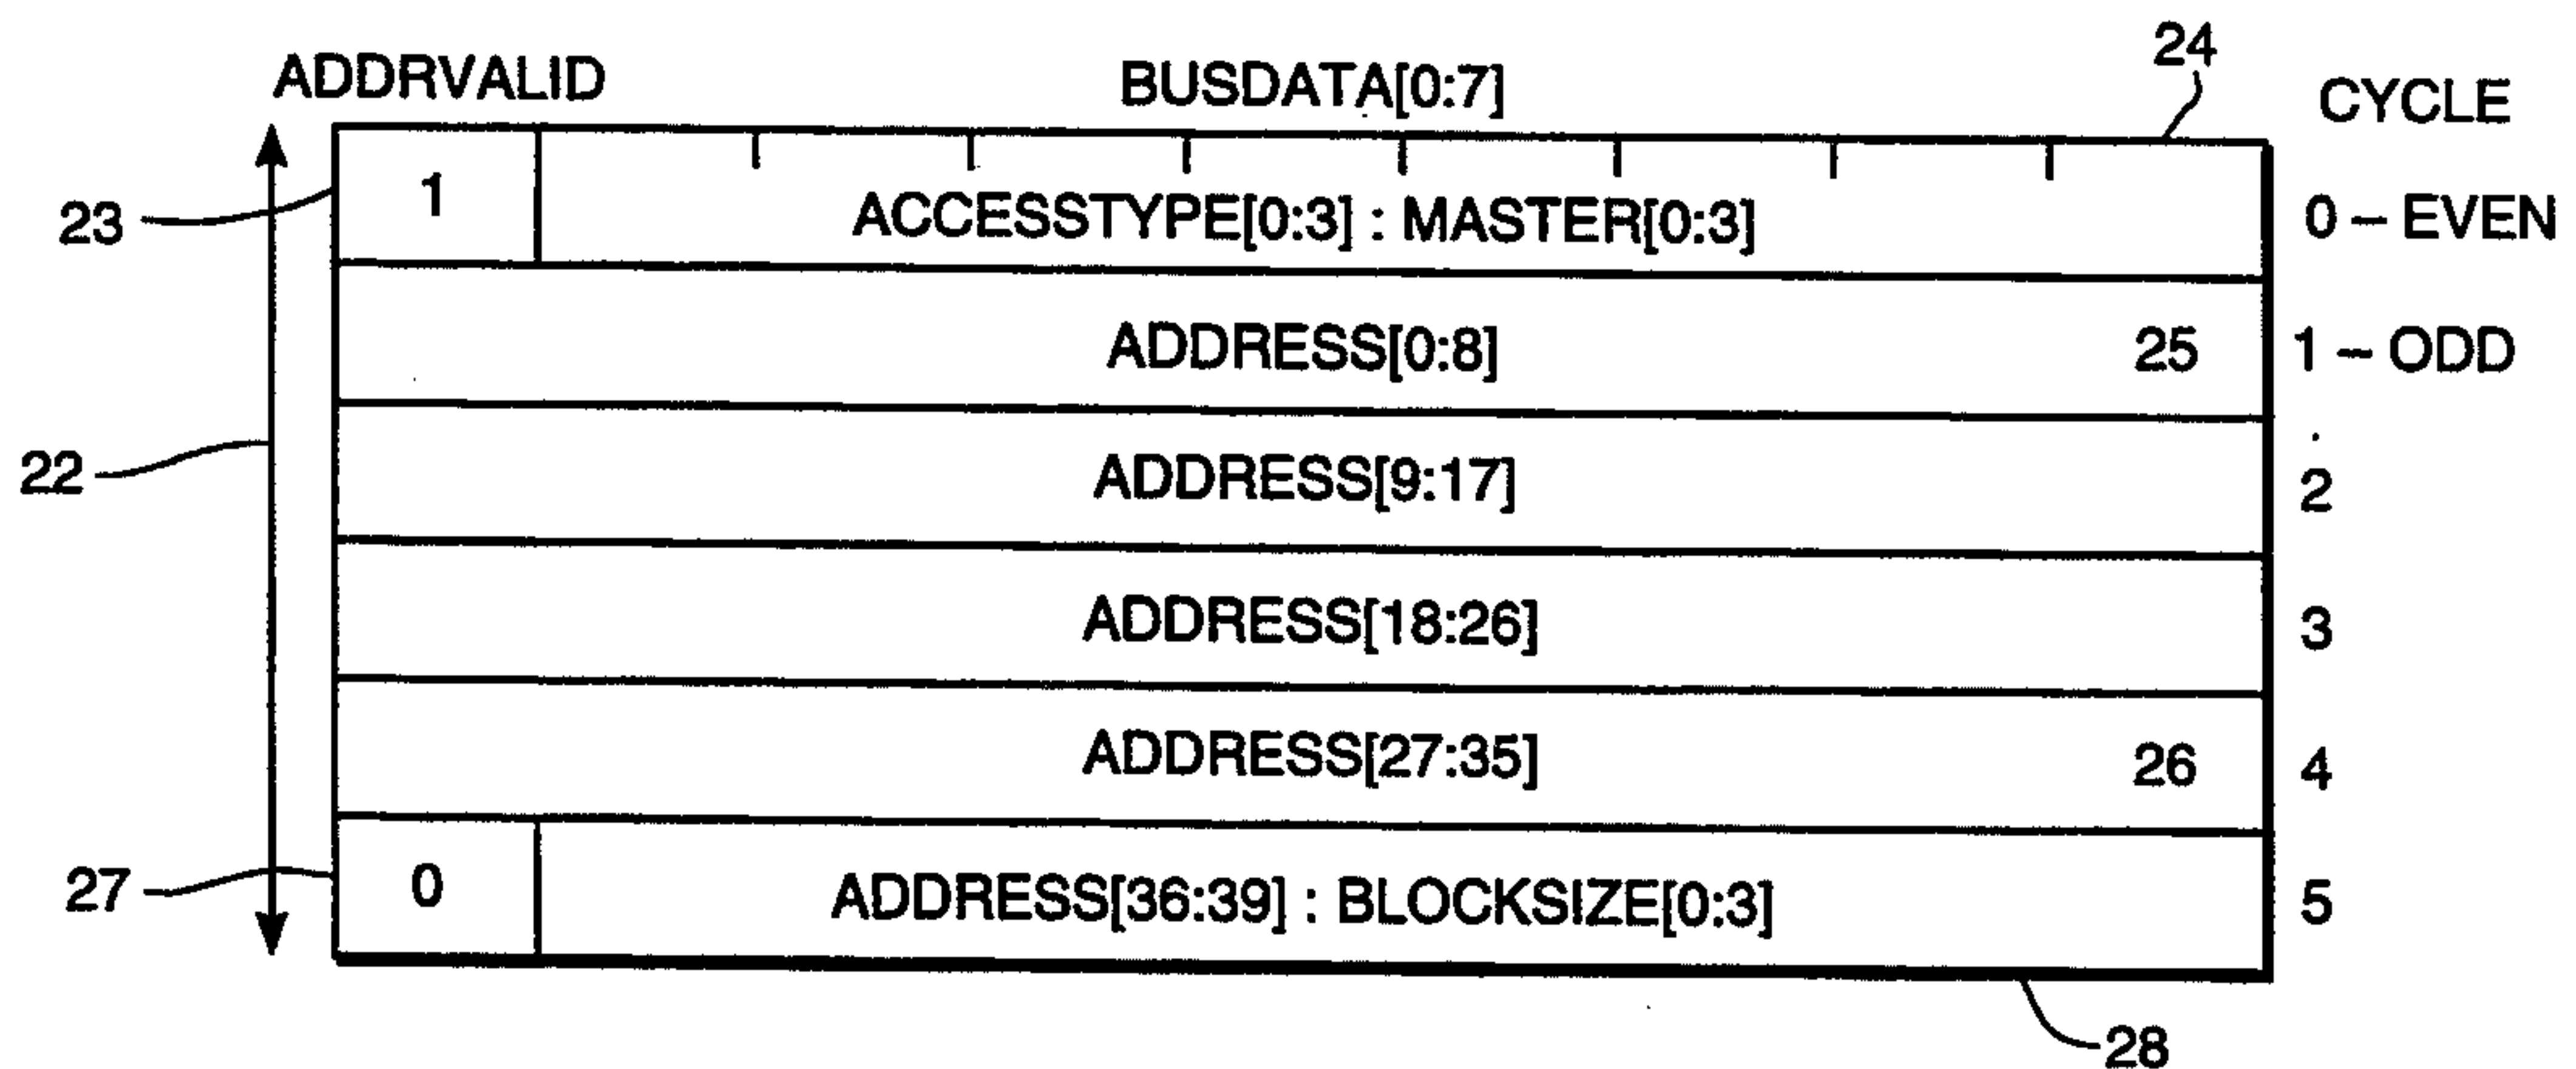 24
ADDRVALID BUSDATA[0:7] CYCLE
23 1 ACCESSTYPE[0:3] : MASTER[0:3] 0 – EVEN
ADDRESS[0:8] 25 1 – ODD
22 ADDRESS[9:17] 2
ADDRESS[18:26] 3
ADDRESS[27:35] 26 4
27 0 ADDRESS[36:39] : BLOCKSIZE[0:3] 5
28